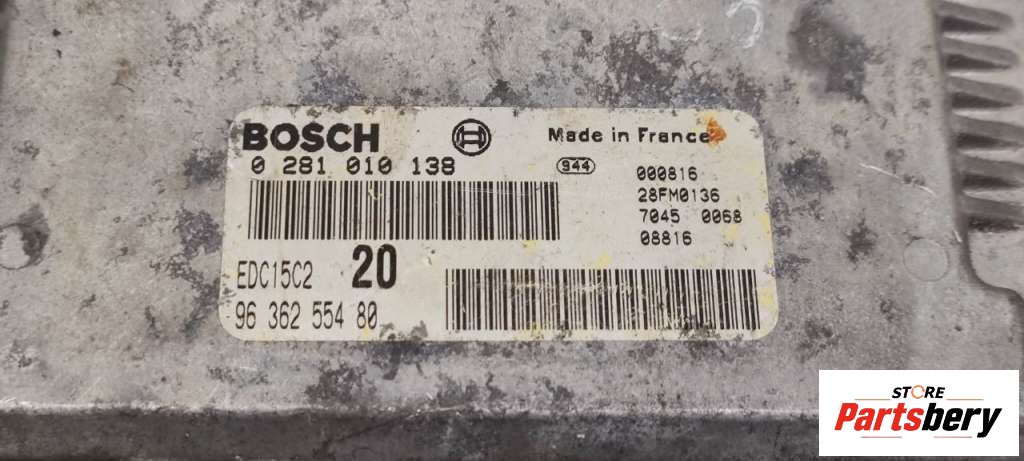 BOSCH
Made in France
0 281 010 138
944
000816
28FM0136
7045 0068
08816
EDC15C2 20
96 362 554 80
STORE
Partsbery